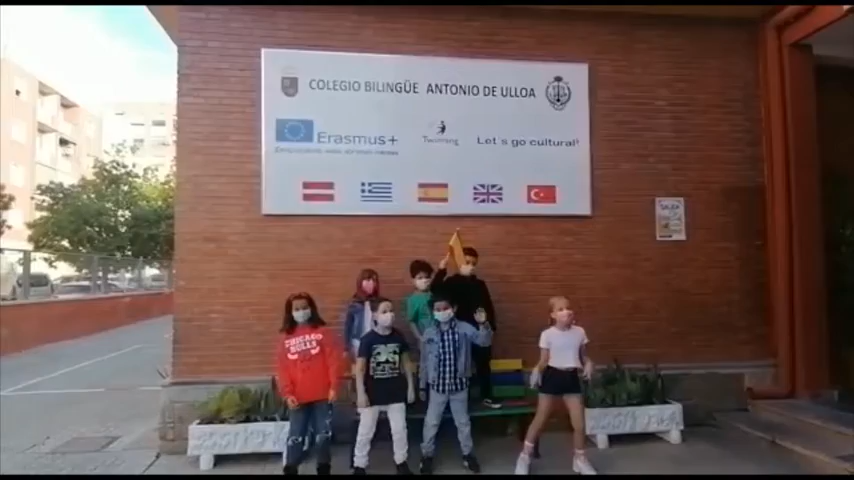 COLEGIO BILINGÜE ANTONIO DE ULLOA
Erasmus+
Twinning
Let's go cultural!
CHICAGO
BULLS